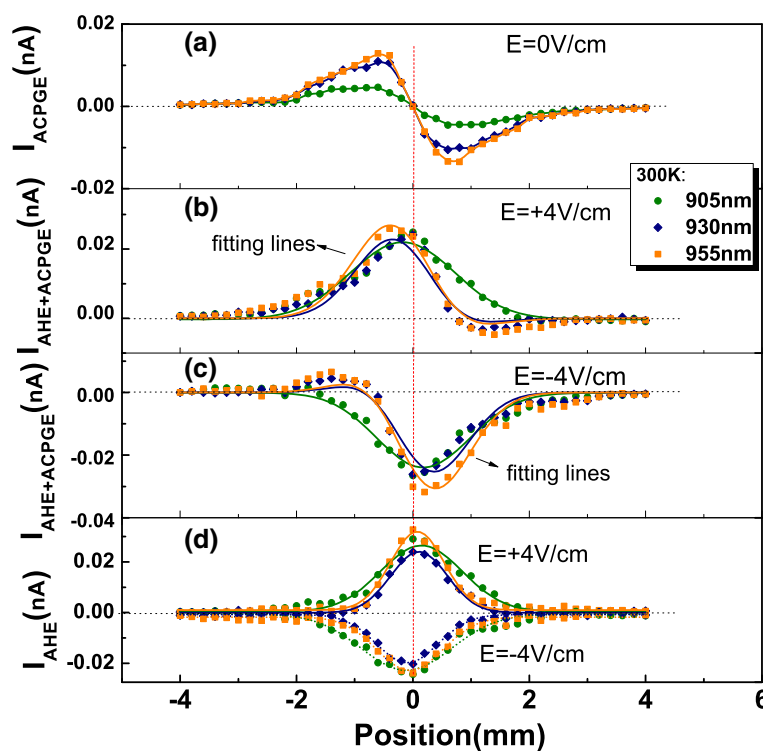 (a)
E=0V/cm
I_ACPGE(nA)
0.02
0.00
-0.02
300K:
905nm
930nm
955nm
(b)
E=+4V/cm
fitting lines
I_AHE+ACPGE(nA)
0.02
0.00
(c)
E=-4V/cm
fitting lines
I_AHE+ACPGE(nA)
0.00
-0.02
-0.04
(d)
E=+4V/cm
E=-4V/cm
I_AHE(nA)
0.02
0.00
-0.02
-4
-2
0
2
4
6
Position(mm)